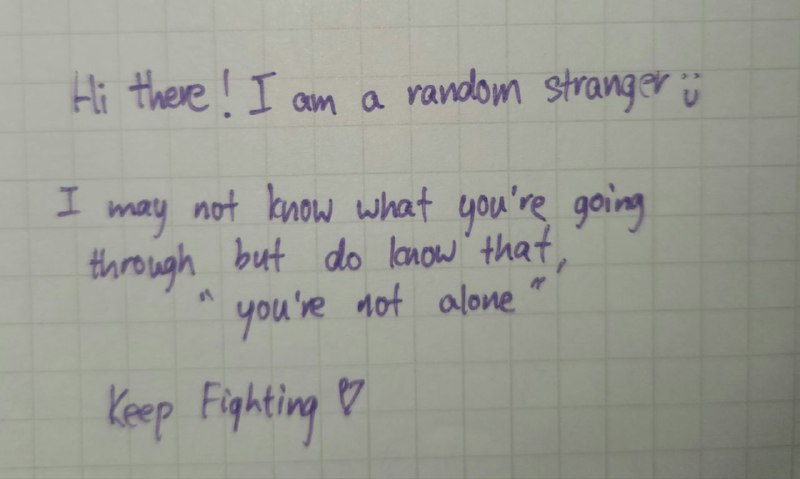 Hi there! I am a random stranger ü
I may not know what you're going
through but do know that,
"you're not alone"
Keep Fighting ♡